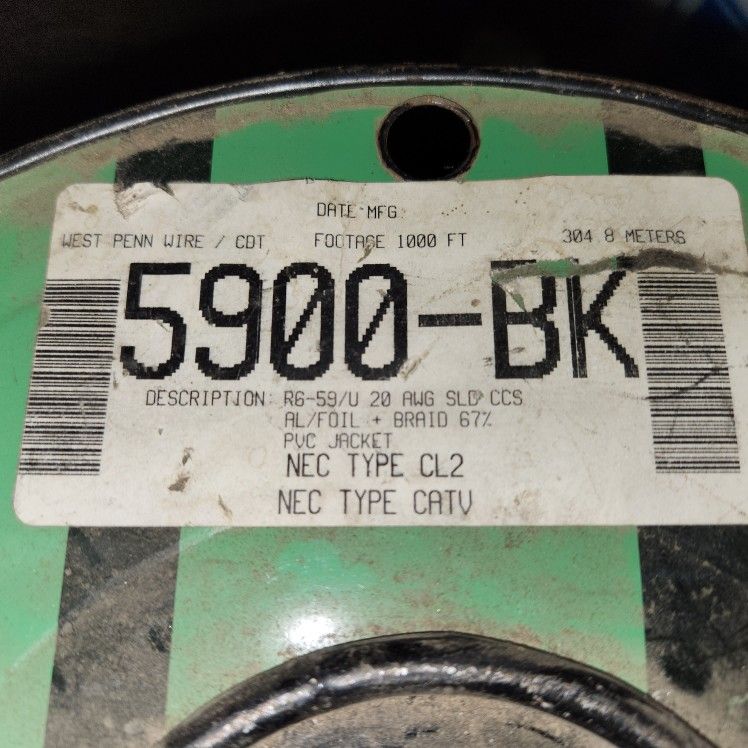 DATE MFG:
WEST PENN WIRE / CDT FOOTAGE 1000 FT 304.8 METERS
5900-BK
DESCRIPTION: RG-59/U 20 AWG SLD CCS
AL/FOIL + BRAID 67%
PVC JACKET
NEC TYPE CL2
NEC TYPE CATV